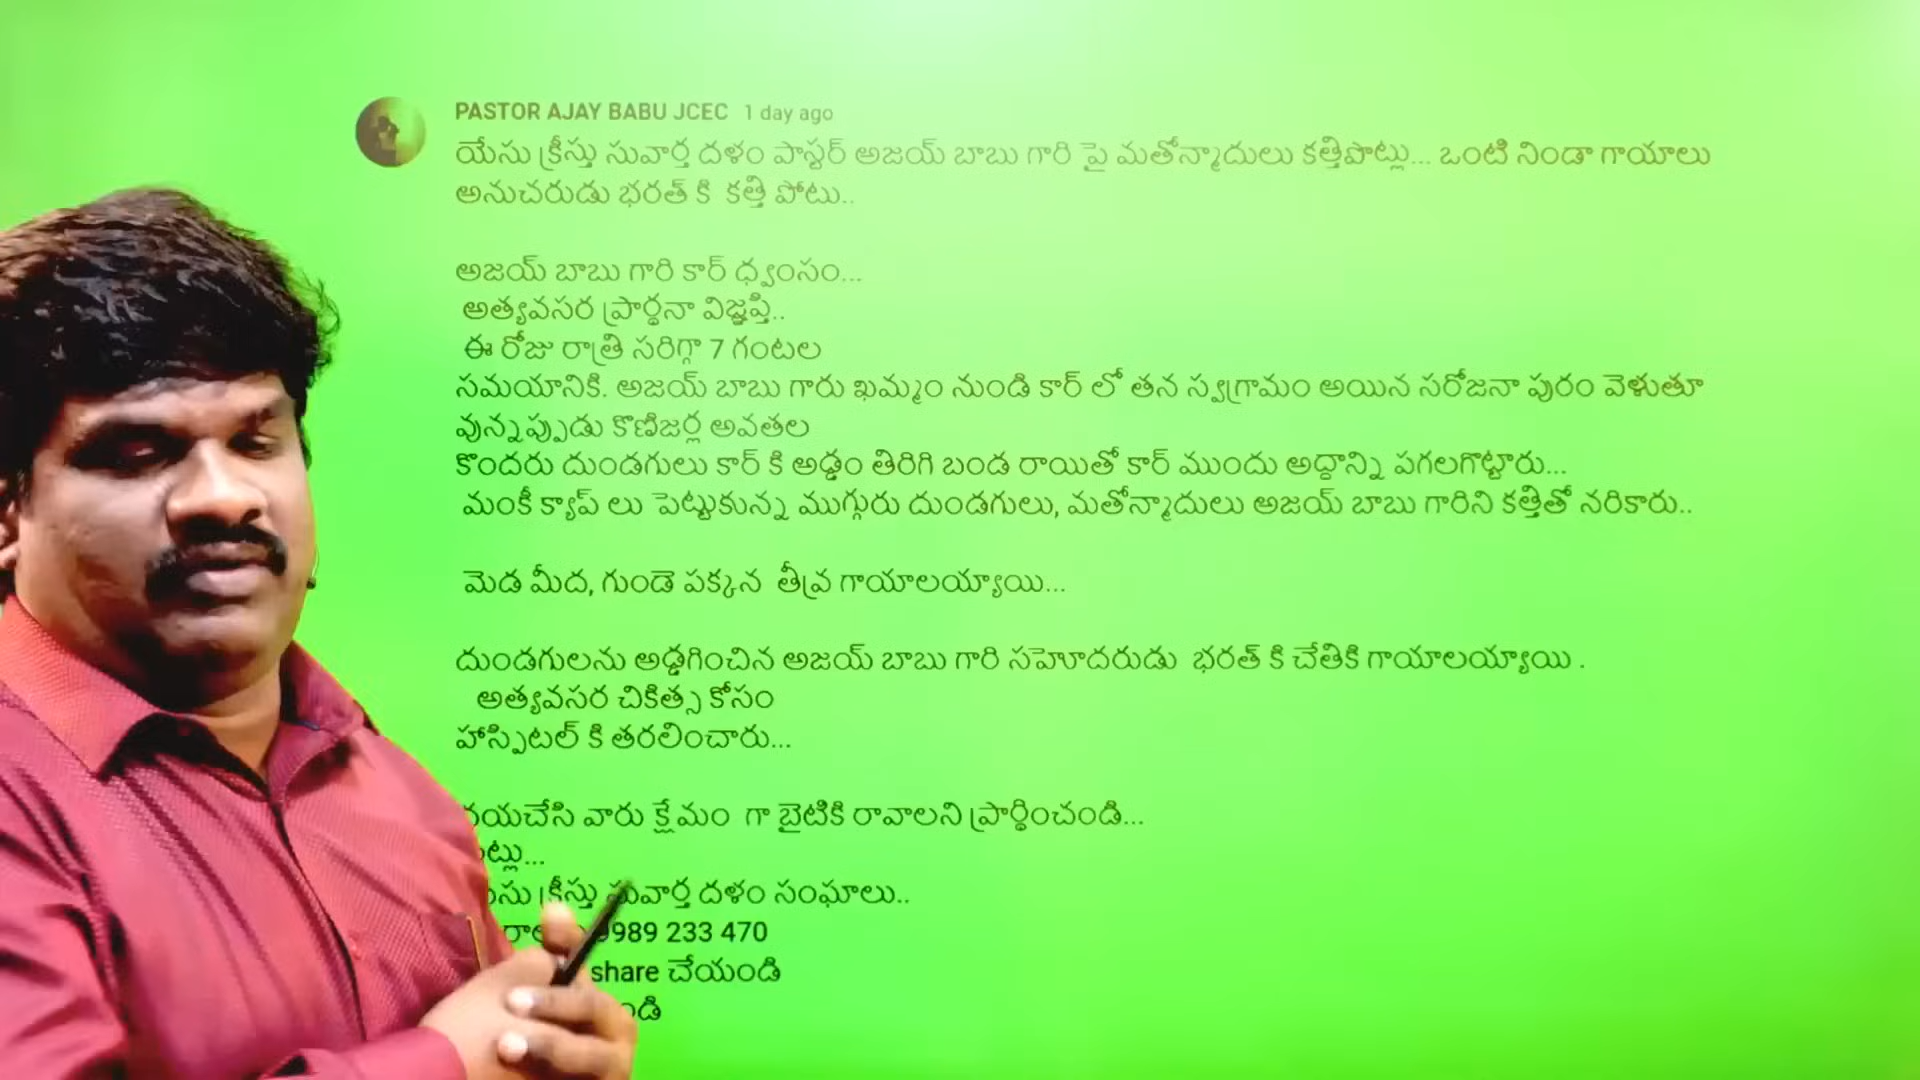 PASTOR AJAY BABU JCEC 1 day ago
యేసు క్రీస్తు సువార్త దళం పాస్టర్ అజయ్ బాబు గారి పై మతోన్మాదులు కత్తిపొట్లు... ఒంటి నిండా గాయాలు
అనుచరుడు భరత్ కి కత్తి పోటు..
అజయ్ బాబు గారి కార్ ధ్వంసం...
అత్యవసర ప్రార్థనా విజ్ఞప్తి..
ఈ రోజు రాత్రి సరిగ్గా 7 గంటల
సమయానికి. అజయ్ బాబు గారు ఖమ్మం నుండి కార్ లో తన స్వగ్రామం అయిన సరోజనా పురం వెళుతూ
వున్నప్పుడు కొణిజర్ల అవతల
కొందరు దుండగులు కార్ కి అడ్డం తిరిగి బండ రాయితో కార్ ముందు అద్దాన్ని పగలగొట్టారు...
మంకీ క్యాప్ లు పెట్టుకున్న ముగ్గురు దుండగులు, మతోన్మాదులు అజయ్ బాబు గారిని కత్తితో నరికారు..
మెడ మీద, గుండె పక్కన తీవ్ర గాయాలయ్యాయి...
దుండగులను అడ్డగించిన అజయ్ బాబు గారి సహెూదరుడు భరత్ కి చేతికి గాయాలయ్యాయి .
అత్యవసర చికిత్స కోసం
హాస్పిటల్ కి తరలించారు...
వారు క్షేమం గా బైటికి రావాలని ప్రార్థించండి...
క్రీస్తు సువార్త దళం సంఘాలు..
989 233 470
share చేయండి